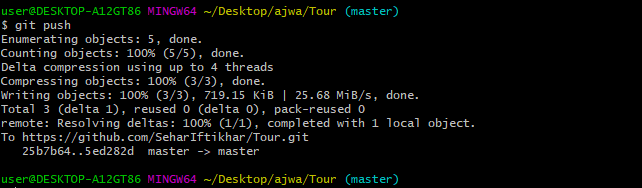 user@DESKTOP-A12GT86 MINGW64 ~/Desktop/ajwa/Tour (master)
$ git push
Enumerating objects: 5, done.
Counting objects: 100% (5/5), done.
Delta compression using up to 4 threads
Compressing objects: 100% (3/3), done.
Writing objects: 100% (3/3), 719.15 KiB | 25.68 MiB/s, done.
Total 3 (delta 1), reused 0 (delta 0), pack-reused 0
remote: Resolving deltas: 100% (1/1), completed with 1 local object.
To https://github.com/SeharIftikhar/Tour.git
   25b7b64..5ed282d  master -> master
user@DESKTOP-A12GT86 MINGW64 ~/Desktop/ajwa/Tour (master)